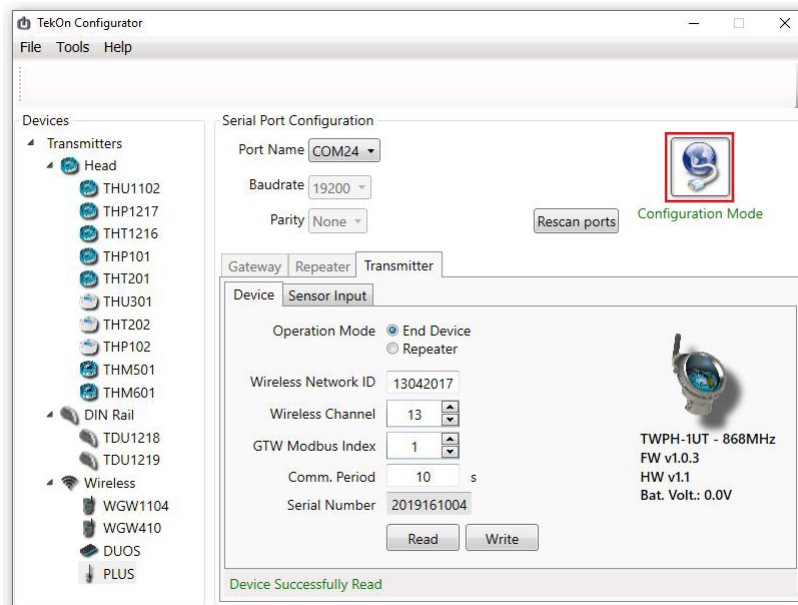 TekOn Configurator
File Tools Help
Devices
Transmitters
Head
THU1102
THP1217
THT1216
THP101
THT201
THU301
THT202
THP102
THM501
THM601
DIN Rail
TDU1218
TDU1219
Wireless
WGW1104
WGW410
DUOS
PLUS
Serial Port Configuration
Port Name COM24
Baudrate 19200
Parity None
Rescan ports
Configuration Mode
Gateway Repeater Transmitter
Device Sensor Input
Operation Mode End Device
Repeater
Wireless Network ID 13042017
Wireless Channel 13
GTW Modbus Index 1
Comm. Period 10 s
Serial Number 2019161004
Read Write
TWPH-1UT - 868MHz
FW v1.0.3
HW v1.1
Bat. Volt.: 0.0V
Device Successfully Read